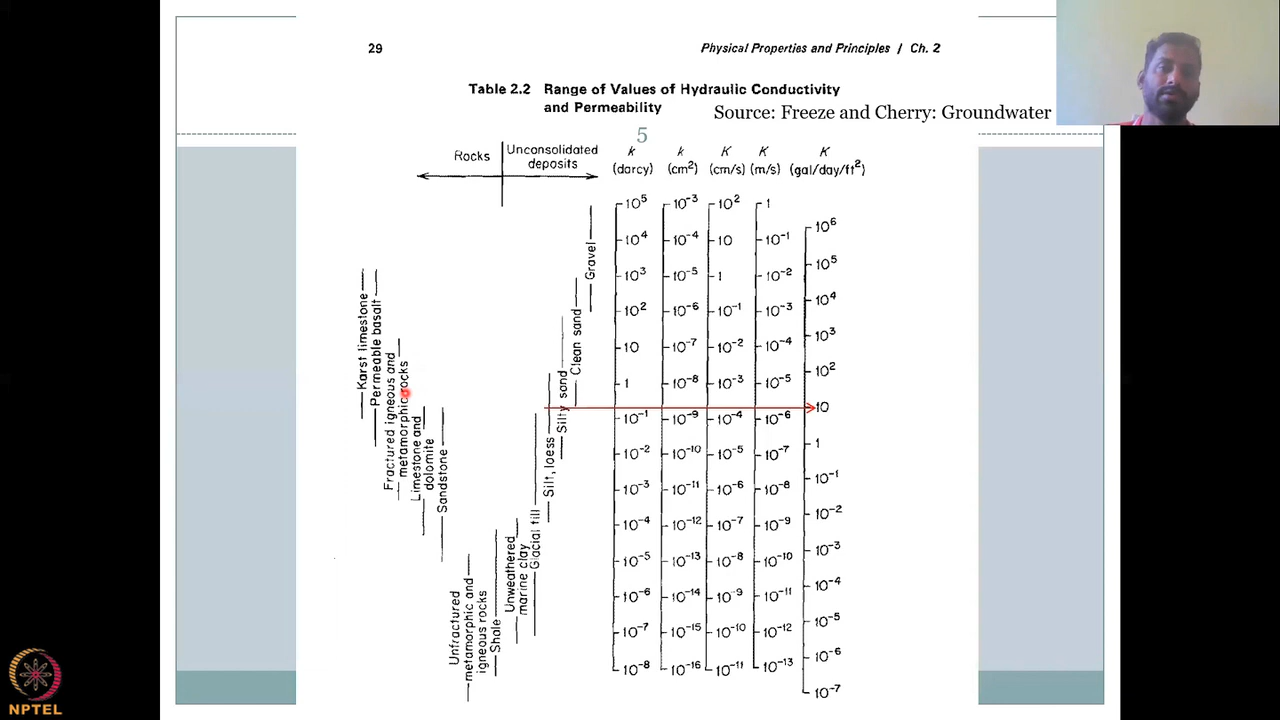 29
Physical Properties and Principles / Ch. 2
Table 2.2 Range of Values of Hydraulic Conductivity
and Permeability
Source: Freeze and Cherry: Groundwater
5
Rocks
Unconsolidated
deposits
k
(darcy)
k
(cm²)
K
(cm/s)
K
(m/s)
K
(gal/day/ft²)
Karst limestone
Permeable basalt
Fractured igneous and
metamorphic rocks
Limestone and
dolomite
Sandstone
Unfractured
metamorphic and
igneous rocks
Shale
Unweathered
marine clay
Glacial till
Silt, loess
Silty sand
Clean sand
Gravel
10⁵
10⁴
10³
10²
10
1
10⁻¹
10⁻²
10⁻³
10⁻⁴
10⁻⁵
10⁻⁶
10⁻⁷
10⁻⁸
10⁻³
10⁻⁴
10⁻⁵
10⁻⁶
10⁻⁷
10⁻⁸
10⁻⁹
10⁻¹⁰
10⁻¹¹
10⁻¹²
10⁻¹³
10⁻¹⁴
10⁻¹⁵
10⁻¹⁶
10²
10
1
10⁻¹
10⁻²
10⁻³
10⁻⁴
10⁻⁵
10⁻⁶
10⁻⁷
10⁻⁸
10⁻⁹
10⁻¹⁰
10⁻¹¹
1
10⁻¹
10⁻²
10⁻³
10⁻⁴
10⁻⁵
10⁻⁶
10⁻⁷
10⁻⁸
10⁻⁹
10⁻¹⁰
10⁻¹¹
10⁻¹²
10⁻¹³
10⁶
10⁵
10⁴
10³
10²
10
1
10⁻¹
10⁻²
10⁻³
10⁻⁴
10⁻⁵
10⁻⁶
10⁻⁷
NPTEL